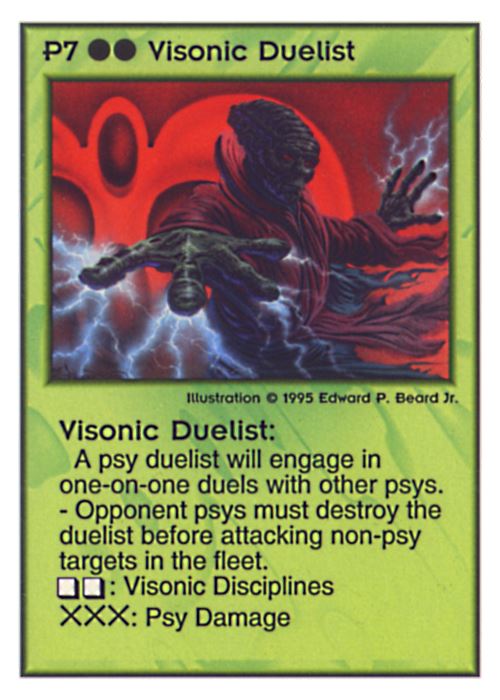 P7 ●● Visonic Duelist
Illustration © 1995 Edward P. Beard Jr.
Visonic Duelist:
A psy duelist will engage in
one-on-one duels with other psys.
- Opponent psys must destroy the
duelist before attacking non-psy
targets in the fleet.
□□: Visonic Disciplines
XXX: Psy Damage